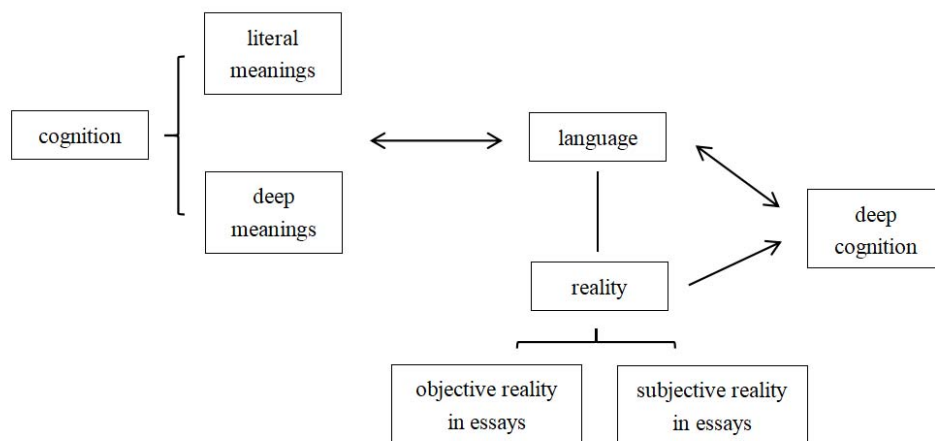 literal
meanings
cognition
language
deep
meanings
deep
cognition
reality
objective reality
in essays
subjective reality
in essays